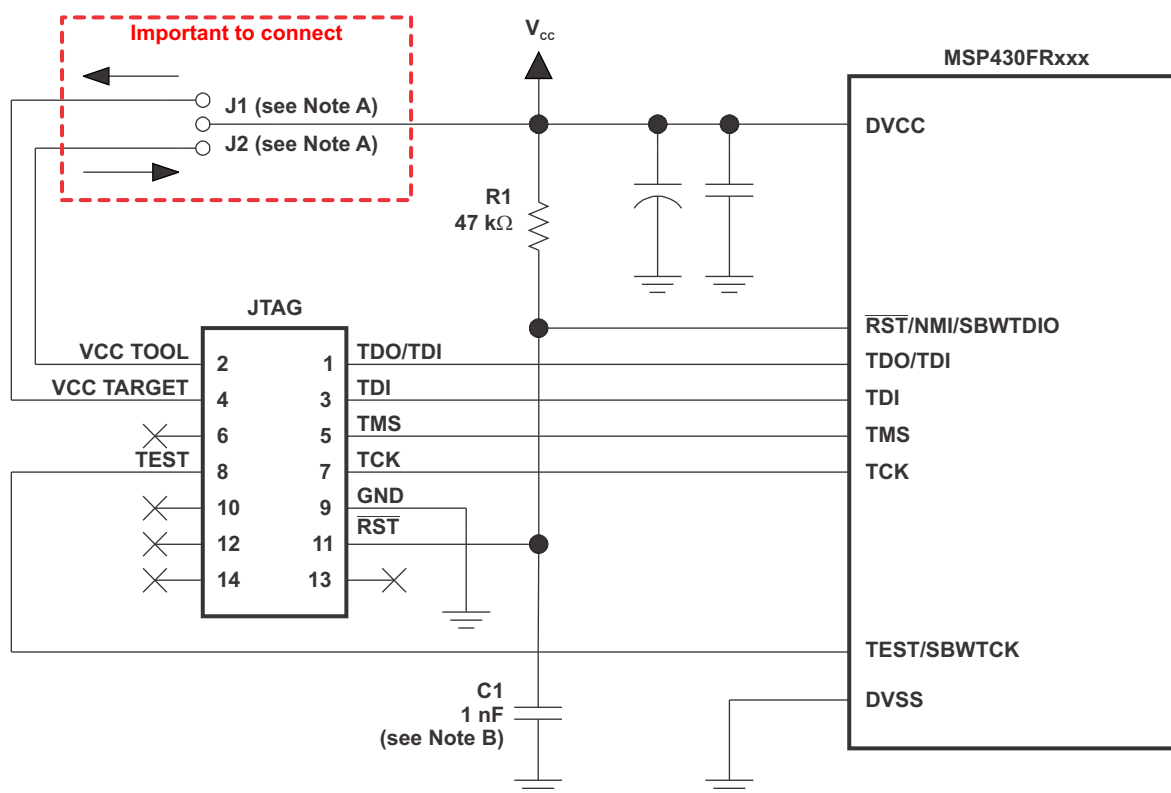 Important to connect
Vcc
MSP430FRxxx
J1 (see Note A)
J2 (see Note A)
DVCC
R1
47 kΩ
JTAG
RST/NMI/SBWTDIO
VCC TOOL
2
1
TDO/TDI
TDO/TDI
VCC TARGET
4
3
TDI
TDI
6
5
TMS
TMS
TEST
8
7
TCK
TCK
10
9
GND
12
11
RST
14
13
TEST/SBWTCK
C1
1 nF
(see Note B)
DVSS